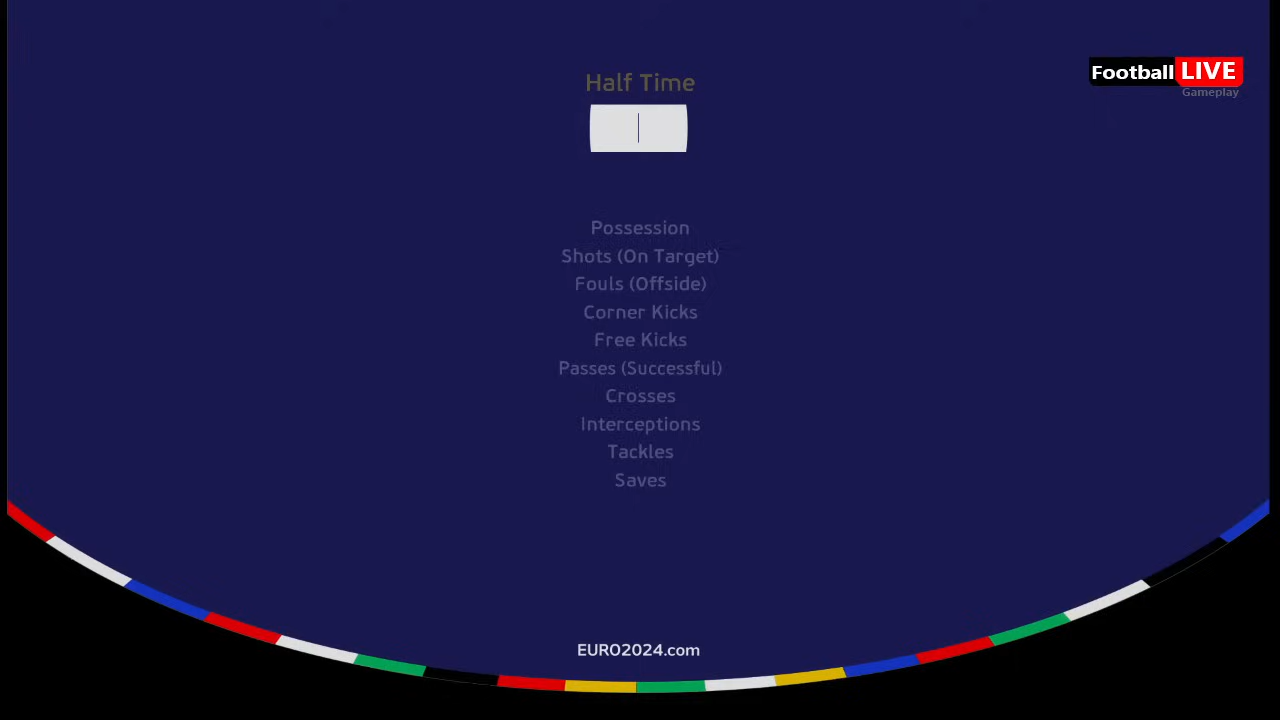 Half Time
Football LIVE
Gameplay
Possession
Shots (On Target)
Fouls (Offside)
Corner Kicks
Free Kicks
Passes (Successful)
Crosses
Interceptions
Tackles
Saves
EURO2024.com